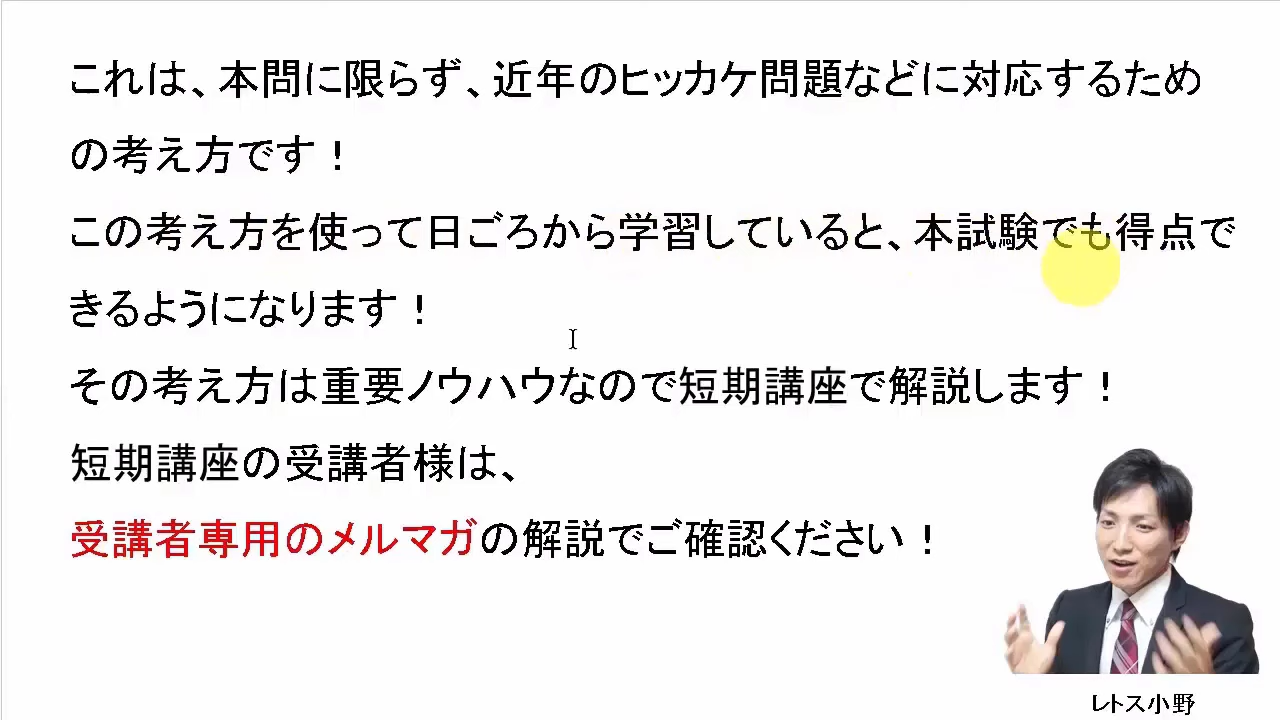 これは、本問に限らず、近年のヒッカケ問題などに対応するため
の考え方です！
この考え方を使って日ごろから学習していると、本試験でも得点で
きるようになります！
その考え方は重要ノウハウなので短期講座で解説します！
短期講座の受講者様は、
受講者専用のメルマガの解説でご確認ください！
レトス小野